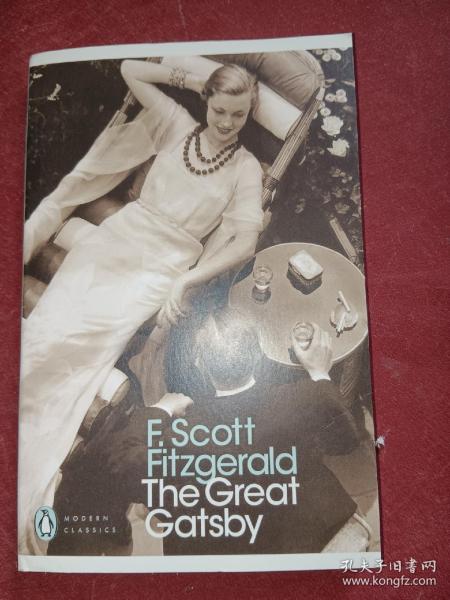 F. Scott
Fitzgerald
The Great
Gatsby
MODERN
CLASSICS
孔夫子旧书网
www.kongfz.com